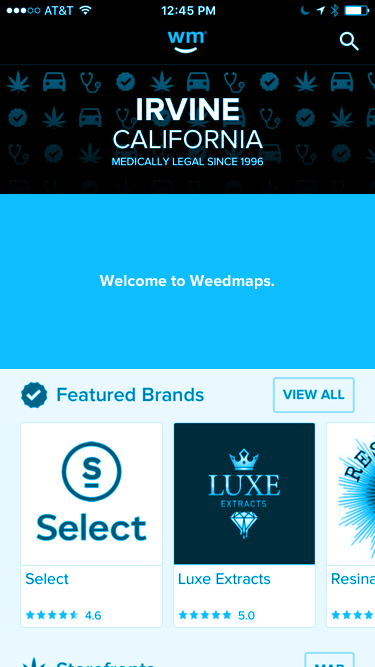 AT&T 12:45 PM
wm
IRVINE
CALIFORNIA
MEDICALLY LEGAL SINCE 1996
Welcome to Weedmaps.
Featured Brands VIEW ALL
S
Select
LUXE
EXTRACTS
RES
Select
Luxe Extracts
Resina
4.6
5.0
Storefronts
MAP